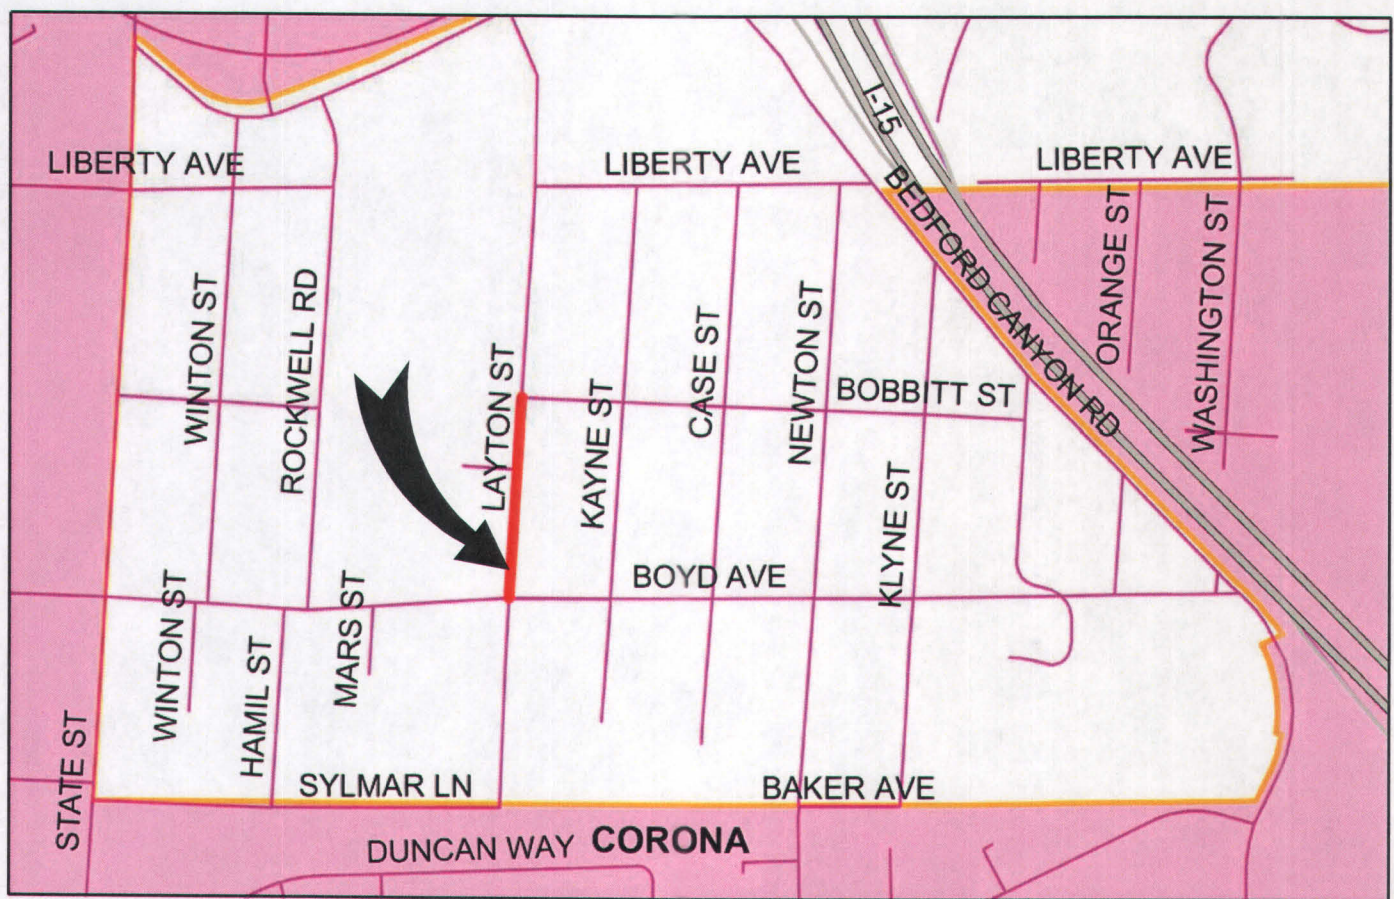 I-15
LIBERTY AVE
LIBERTY AVE
LIBERTY AVE
BEDFORD CANYON RD
ORANGE ST
WASHINGTON ST
WINTON ST
ROCKWELL RD
LAYTON ST
KAYNE ST
CASE ST
NEWTON ST
BOBBITT ST
KLYNE ST
BOYD AVE
WINTON ST
HAMIL ST
MARS ST
STATE ST
SYLMAR LN
BAKER AVE
DUNCAN WAY
CORONA